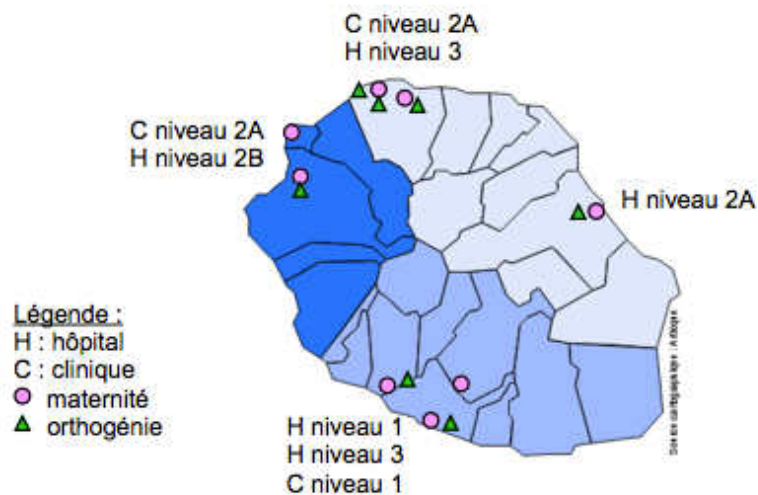 C niveau 2A
H niveau 3
C niveau 2A
H niveau 2B
H niveau 2A
Légende :
H : hôpital
C : clinique
maternité
orthogénie
H niveau 1
H niveau 3
C niveau 1